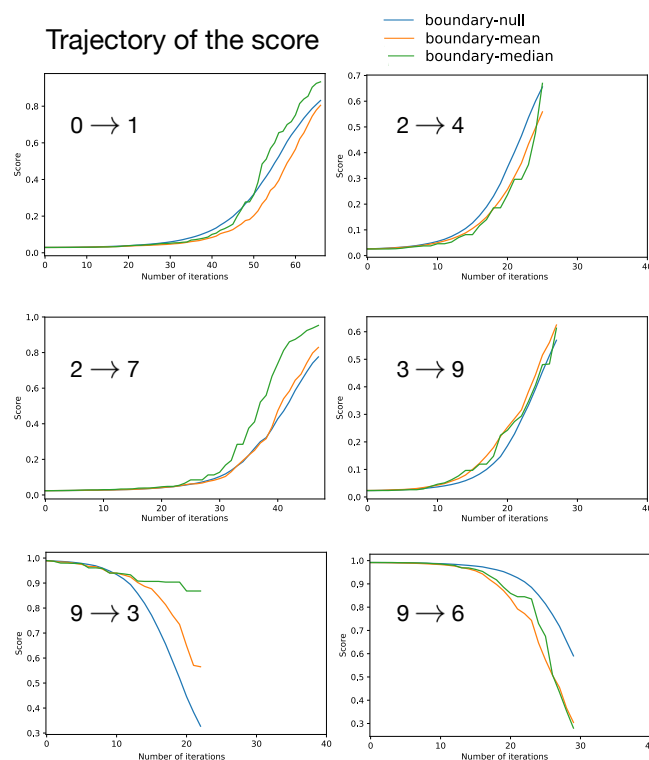 Trajectory of the score
boundary-null
boundary-mean
boundary-median
0 → 1
Score
0.8
0.6
0.4
0.2
0.0
0 10 20 30 40 50 60
Number of iterations
2 → 4
Score
0.7
0.6
0.5
0.4
0.3
0.2
0.1
0.0
0 10 20 30 40
Number of iterations
2 → 7
Score
1.0
0.8
0.6
0.4
0.2
0.0
0 10 20 30 40
Number of iterations
3 → 9
Score
0.6
0.5
0.4
0.3
0.2
0.1
0.0
0 10 20 30 40
Number of iterations
9 → 3
Score
1.0
0.9
0.8
0.7
0.6
0.5
0.4
0.3
0 10 20 30 40
Number of iterations
9 → 6
Score
1.0
0.9
0.8
0.7
0.6
0.5
0.4
0.3
0 10 20 30 40
Number of iterations